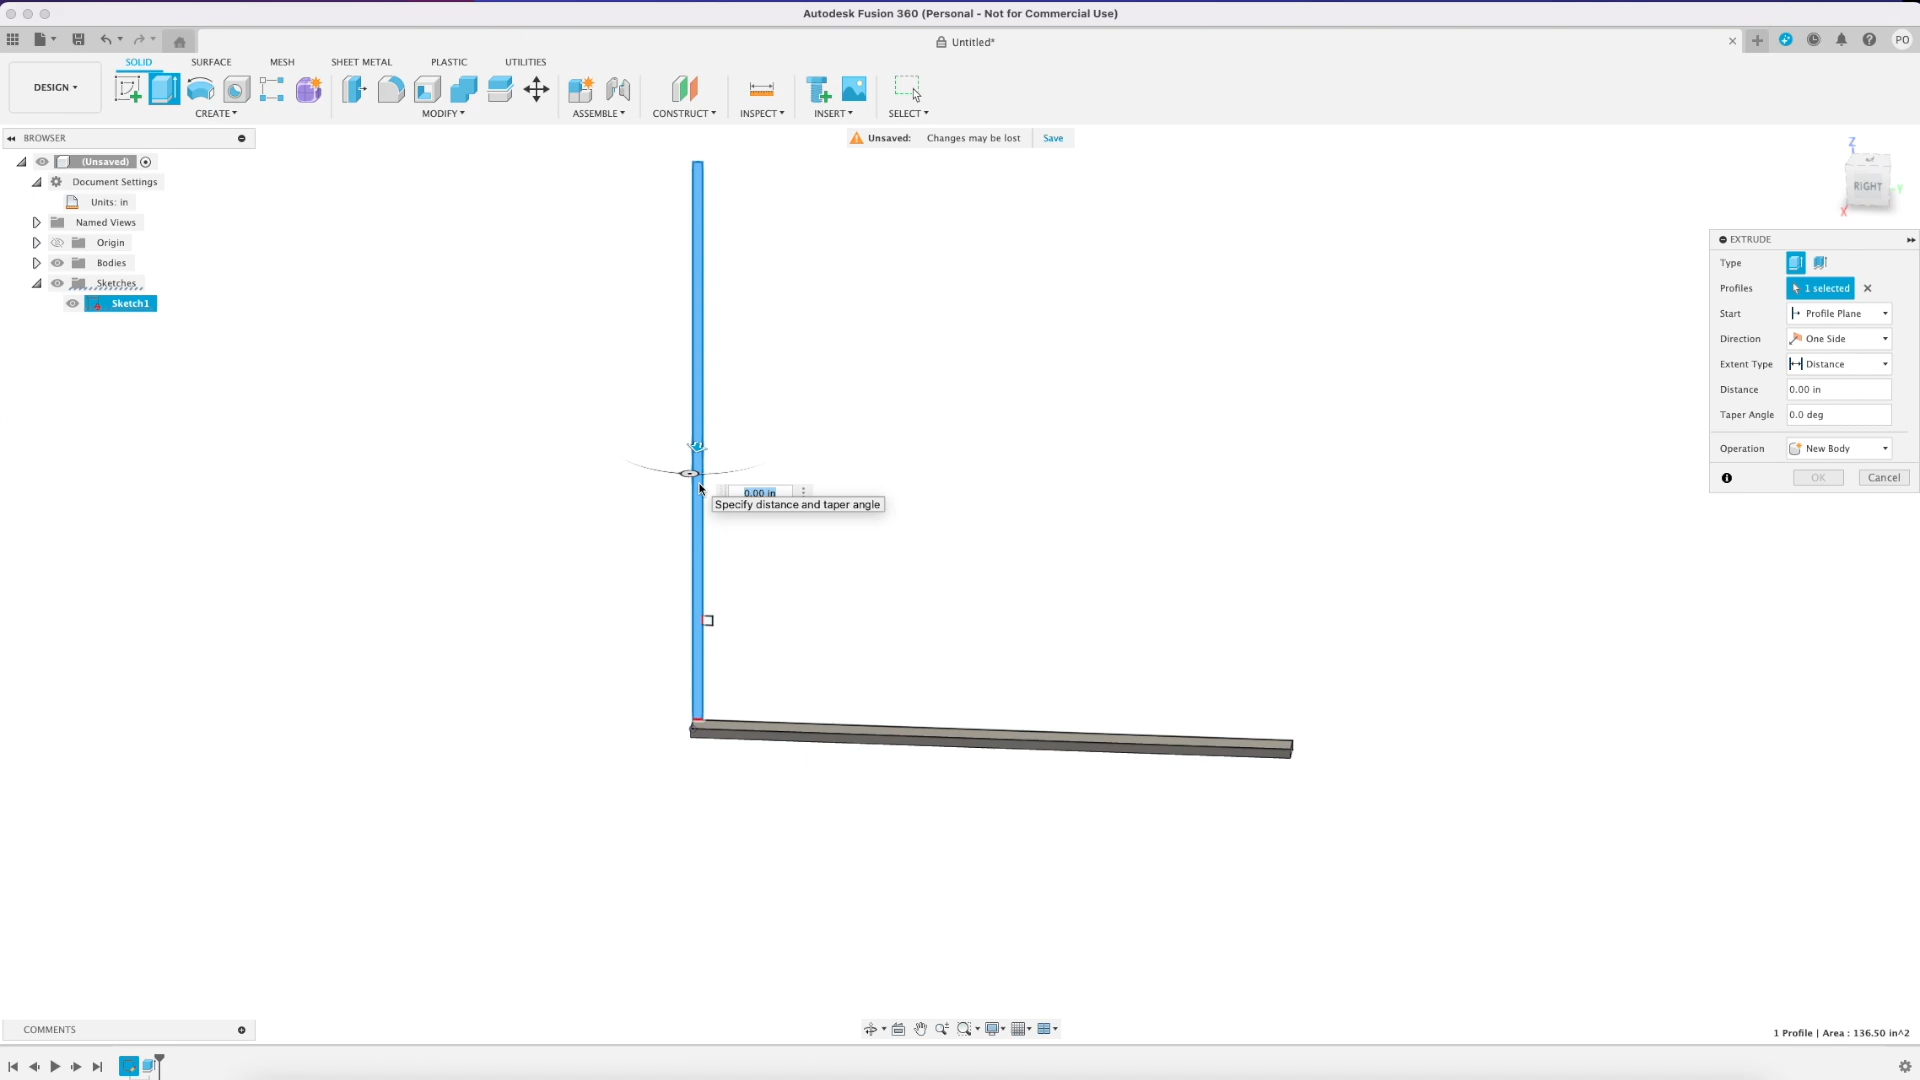 Autodesk Fusion 360 (Personal - Not for Commercial Use)
Untitled*
PO
DESIGN
SOLID
SURFACE
MESH
SHEET METAL
PLASTIC
UTILITIES
CREATE
MODIFY
ASSEMBLE
CONSTRUCT
INSPECT
INSERT
SELECT
BROWSER
(Unsaved)
Document Settings
Units: in
Named Views
Origin
Bodies
Sketches
Sketch1
Unsaved: Changes may be lost Save
Z
RIGHT
Y
X
EXTRUDE
Type
Profiles 1 selected
Start Profile Plane
Direction One Side
Extent Type Distance
Distance 0.00 in
Taper Angle 0.0 deg
Operation New Body
OK Cancel
0.00 in
Specify distance and taper angle
COMMENTS
1 Profile | Area : 136.50 in^2